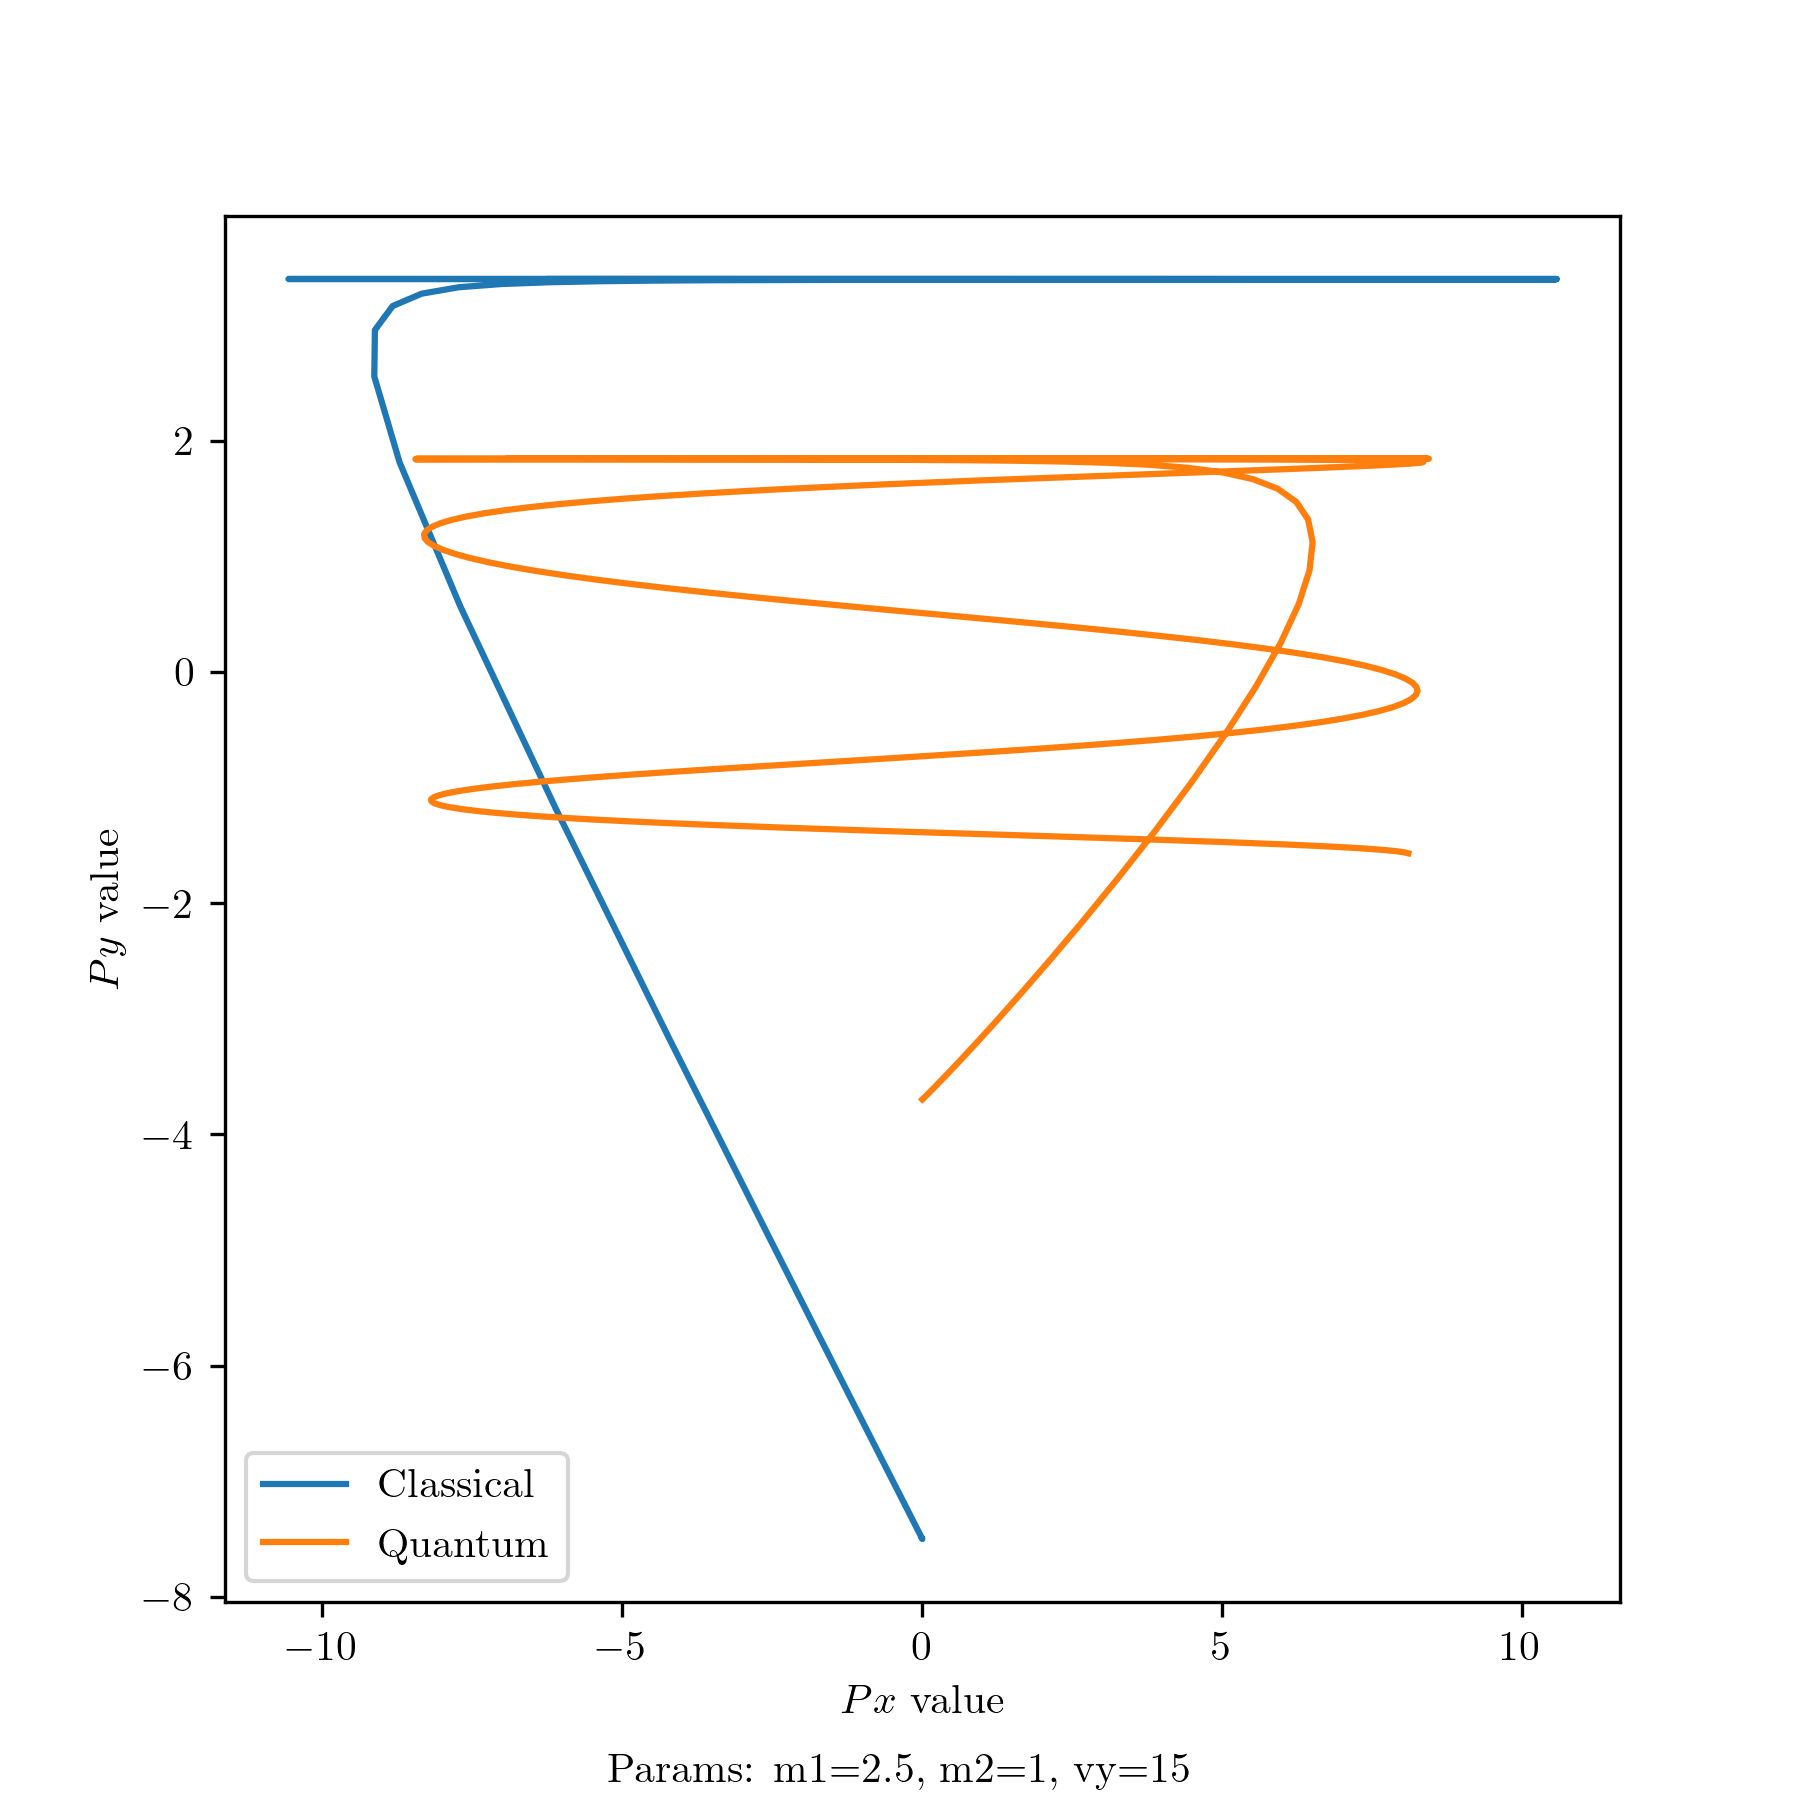 2
0
−2
−4
−6
−8
Py value
Classical
Quantum
−10 −5 0 5 10
Px value
Params: m1=2.5, m2=1, vy=15